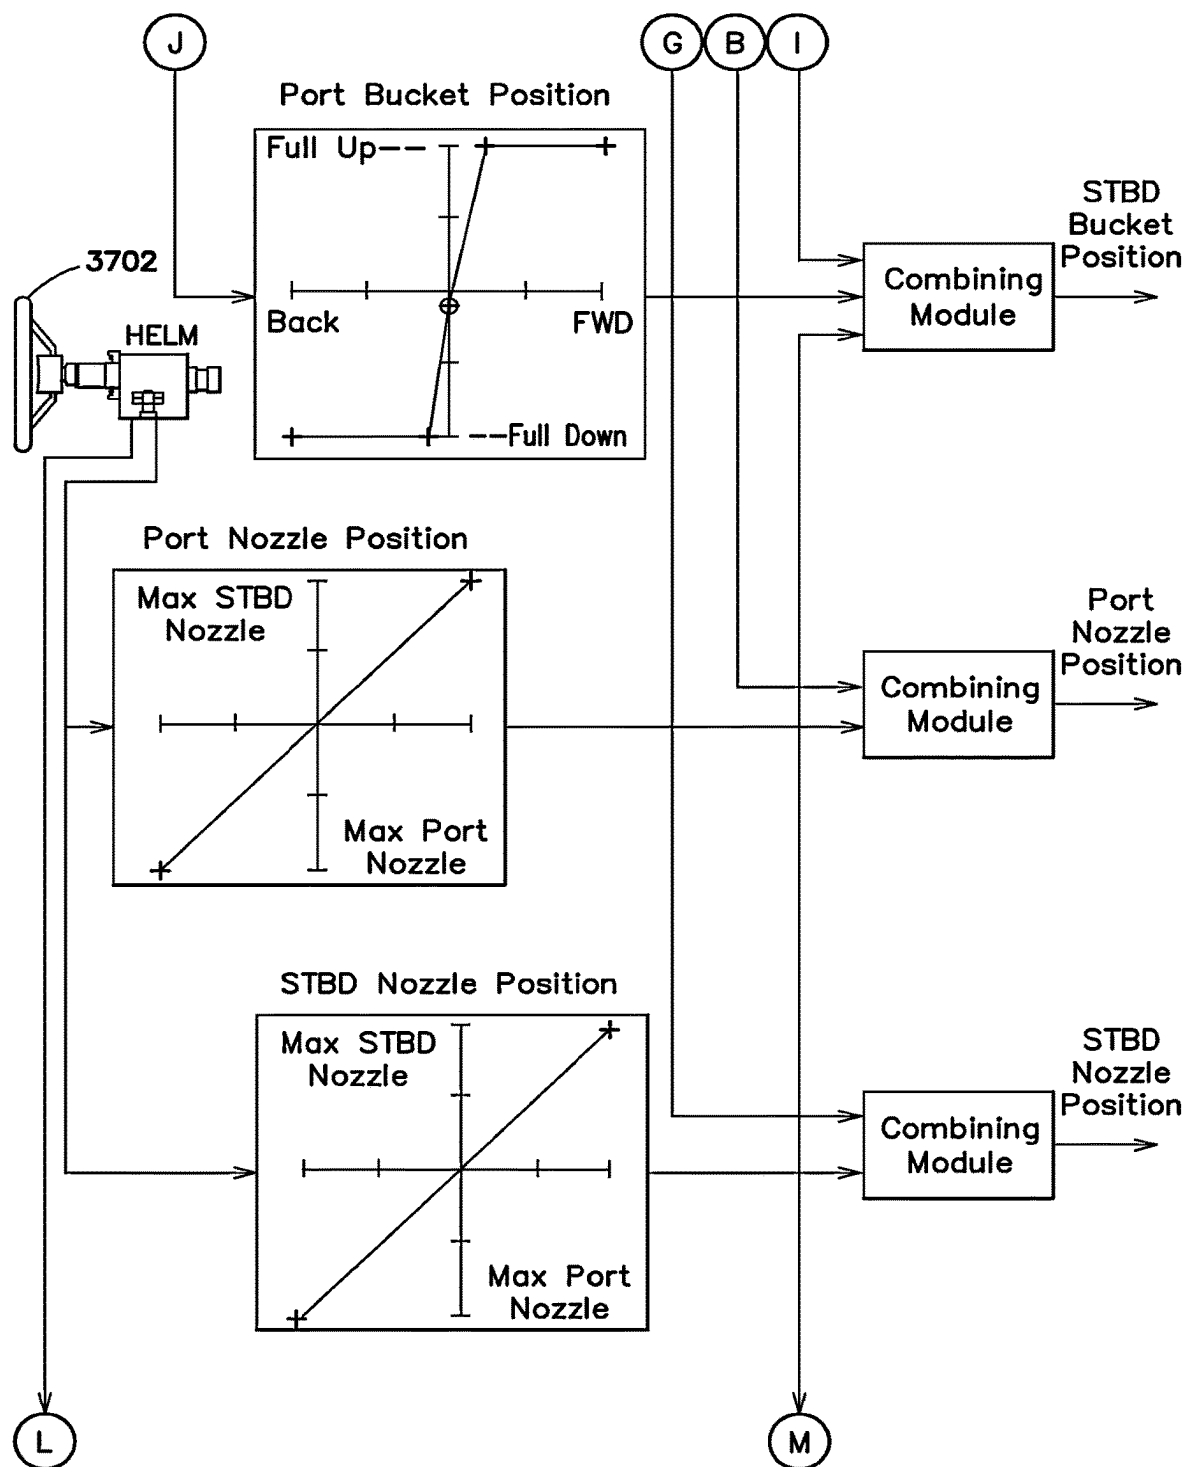 J
G
B
I
Port Bucket Position
Full Up--
Back
FWD
--Full Down
3702
HELM
Combining
Module
STBD
Bucket
Position
Port Nozzle Position
Max STBD
Nozzle
Max Port
Nozzle
Combining
Module
Port
Nozzle
Position
STBD Nozzle Position
Max STBD
Nozzle
Max Port
Nozzle
Combining
Module
STBD
Nozzle
Position
L
M